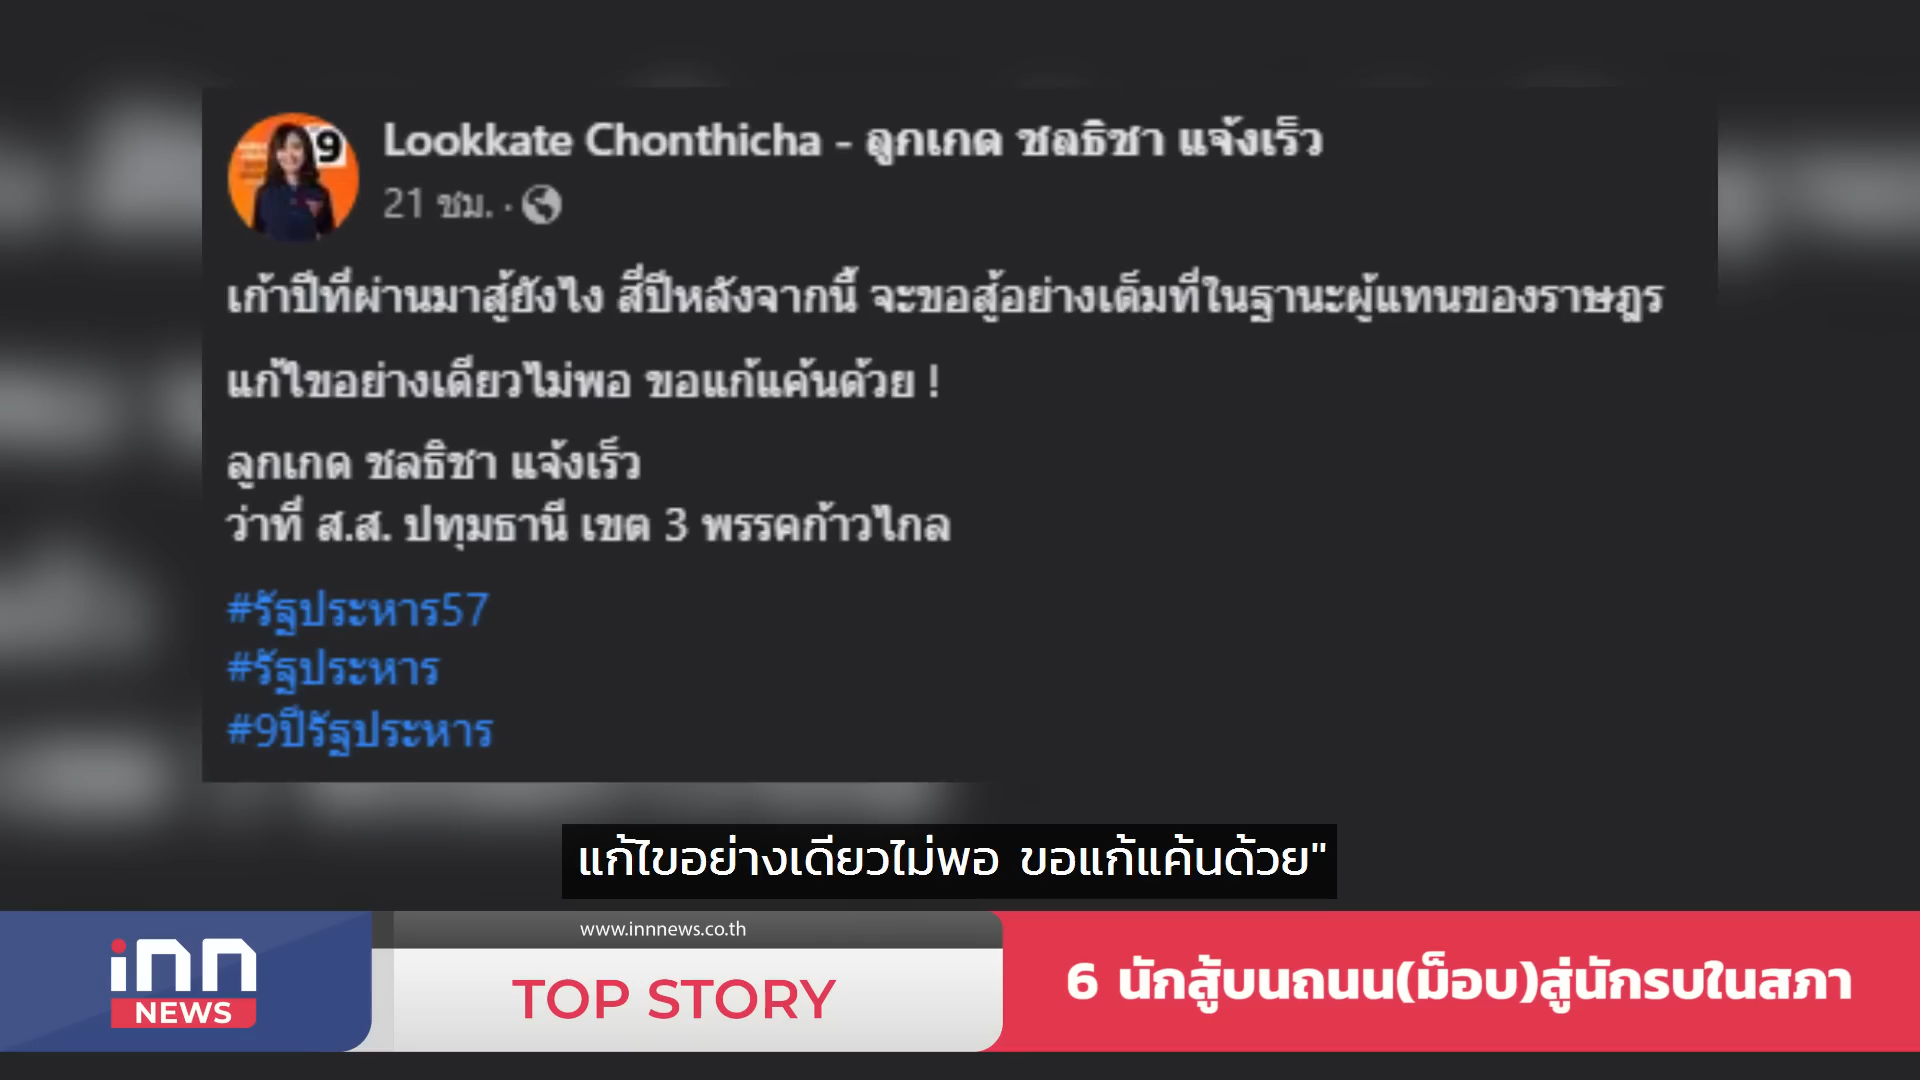 Lookkate Chonthicha - ลูกเกด ชลธิชา แจ้งเร็ว
21 ชม. ·
เก้าปีที่ผ่านมาสู้ยังไง สี่ปีหลังจากนี้ จะขอสู้อย่างเต็มที่ในฐานะผู้แทนของราษฎร
แก้ไขอย่างเดียวไม่พอ ขอแก้แค้นด้วย !
ลูกเกด ชลธิชา แจ้งเร็ว
ว่าที่ ส.ส. ปทุมธานี เขต 3 พรรคก้าวไกล
#รัฐประหาร57
#รัฐประหาร
#9ปีรัฐประหาร
แก้ไขอย่างเดียวไม่พอ ขอแก้แค้นด้วย"
www.innnews.co.th
inn
NEWS
TOP STORY
6 นักสู้บนถนน(ม็อบ)สู่นักรบในสภา